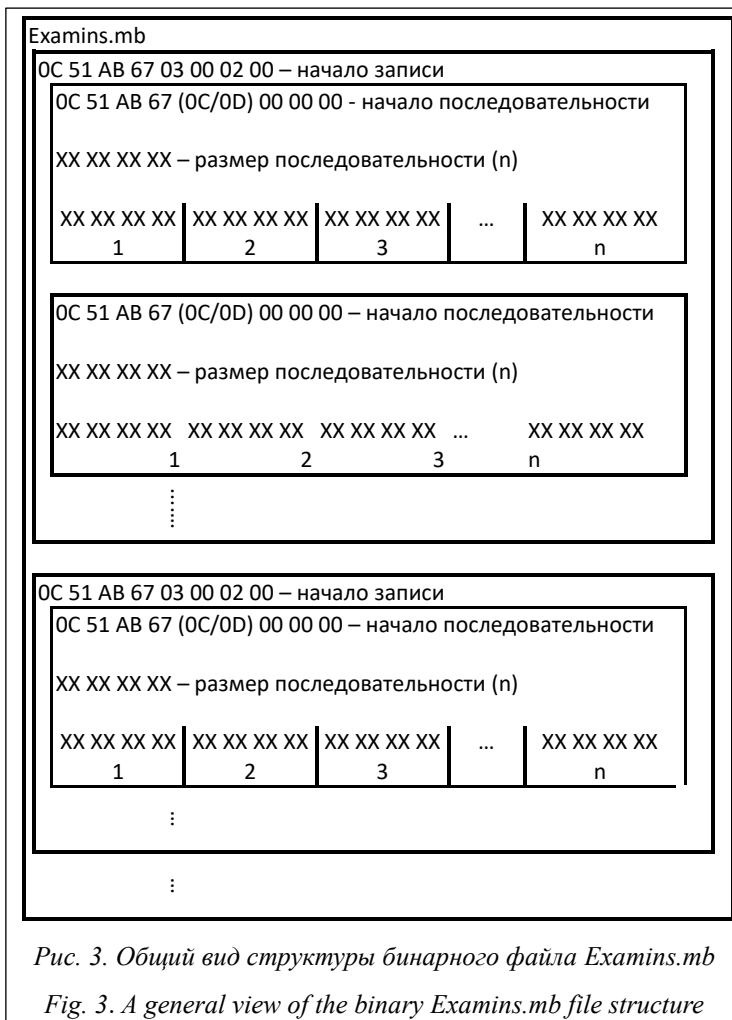 Examins.mb
0C 51 AB 67 03 00 02 00 – начало записи
0C 51 AB 67 (0C/0D) 00 00 00 - начало последовательности
XX XX XX XX – размер последовательности (n)
XX XX XX XX XX XX XX XX XX XX XX XX ... XX XX XX XX
1 2 3 n
0C 51 AB 67 (0C/0D) 00 00 00 – начало последовательности
XX XX XX XX – размер последовательности (n)
XX XX XX XX XX XX XX XX XX XX XX XX ... XX XX XX XX
1 2 3 n
......
0C 51 AB 67 03 00 02 00 – начало записи
0C 51 AB 67 (0C/0D) 00 00 00 – начало последовательности
XX XX XX XX – размер последовательности (n)
XX XX XX XX XX XX XX XX XX XX XX XX ... XX XX XX XX
1 2 3 n
...
...
Рис. 3. Общий вид структуры бинарного файла Examins.mb
Fig. 3. A general view of the binary Examins.mb file structure